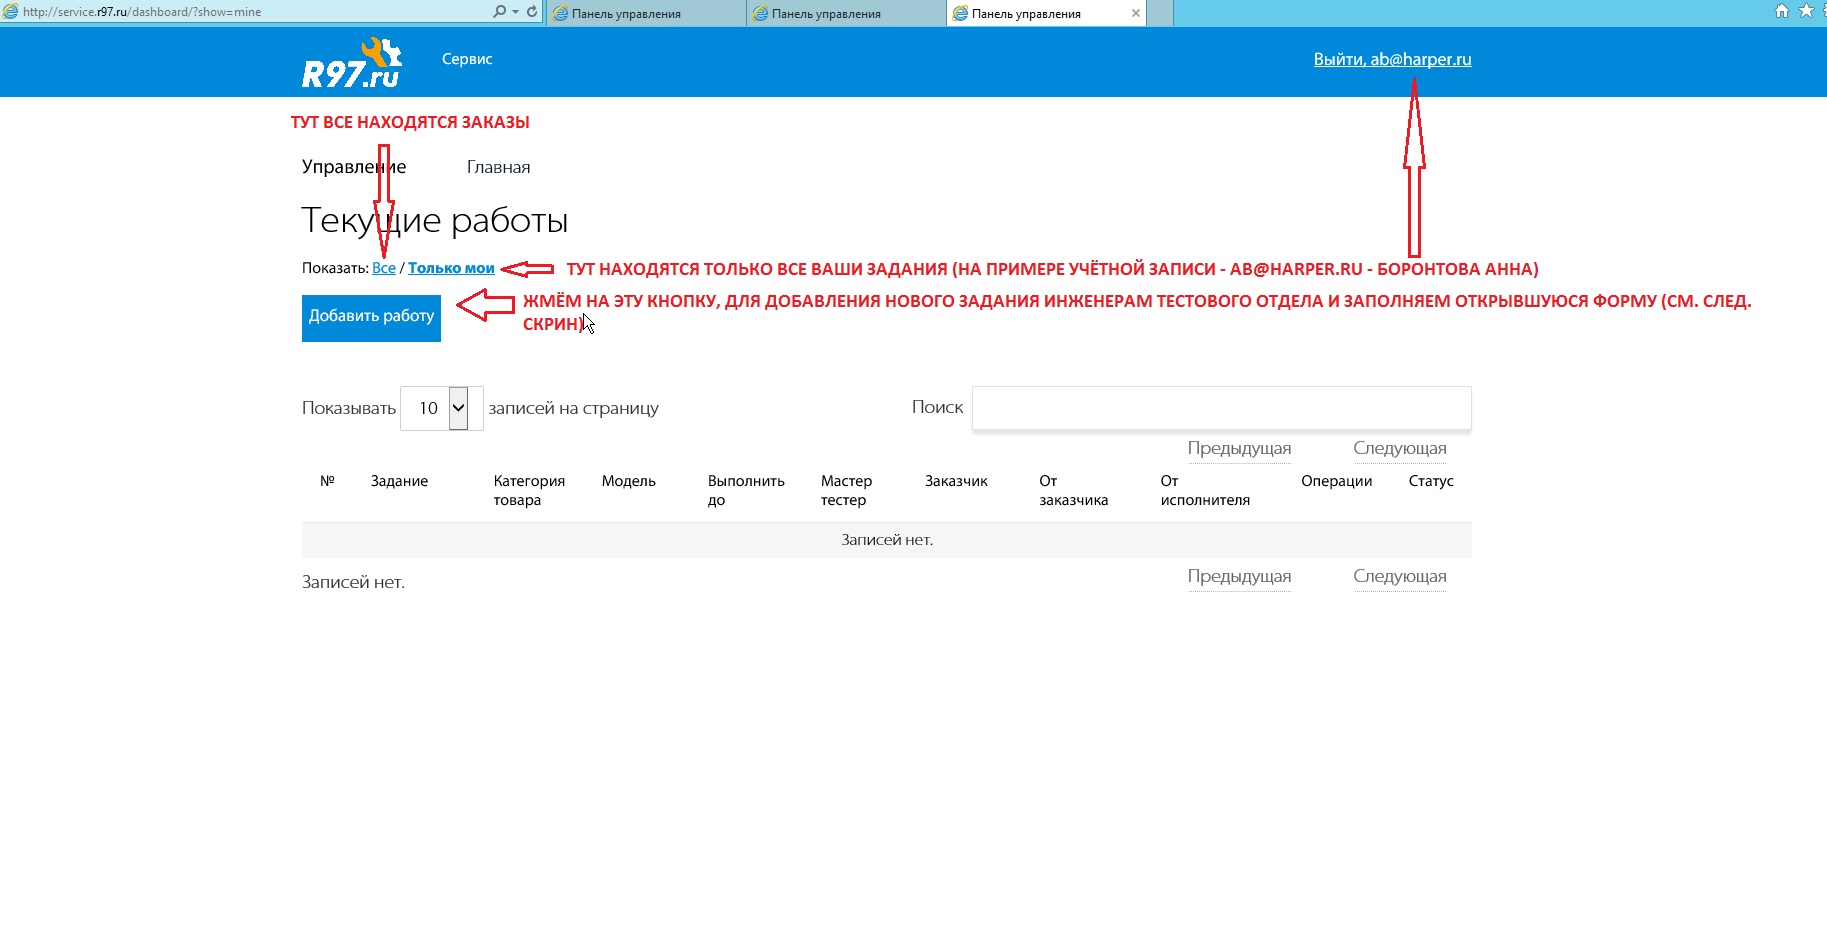 http://service.r97.ru/dashboard/?show=mine
Панель управления
Панель управления
Панель управления
R97.ru
Сервис
Выйти, ab@harper.ru
ТУТ ВСЕ НАХОДЯТСЯ ЗАКАЗЫ
Управление Главная
Текущие работы
Показать: Все / Только мои
ТУТ НАХОДЯТСЯ ТОЛЬКО ВСЕ ВАШИ ЗАДАНИЯ (НА ПРИМЕРЕ УЧЁТНОЙ ЗАПИСИ - AB@HARPER.RU - БОРОНТОВА АННА)
Добавить работу
ЖМЁМ НА ЭТУ КНОПКУ, ДЛЯ ДОБАВЛЕНИЯ НОВОГО ЗАДАНИЯ ИНЖЕНЕРАМ ТЕСТОВОГО ОТДЕЛА И ЗАПОЛНЯЕМ ОТКРЫВШУЮСЯ ФОРМУ (СМ. СЛЕД.
СКРИН)
Показывать 10 записей на страницу
Поиск
Предыдущая Следующая
№ Задание Категория товара Модель Выполнить до Мастер тестер Заказчик От заказчика От исполнителя Операции Статус
Записей нет.
Записей нет.
Предыдущая Следующая